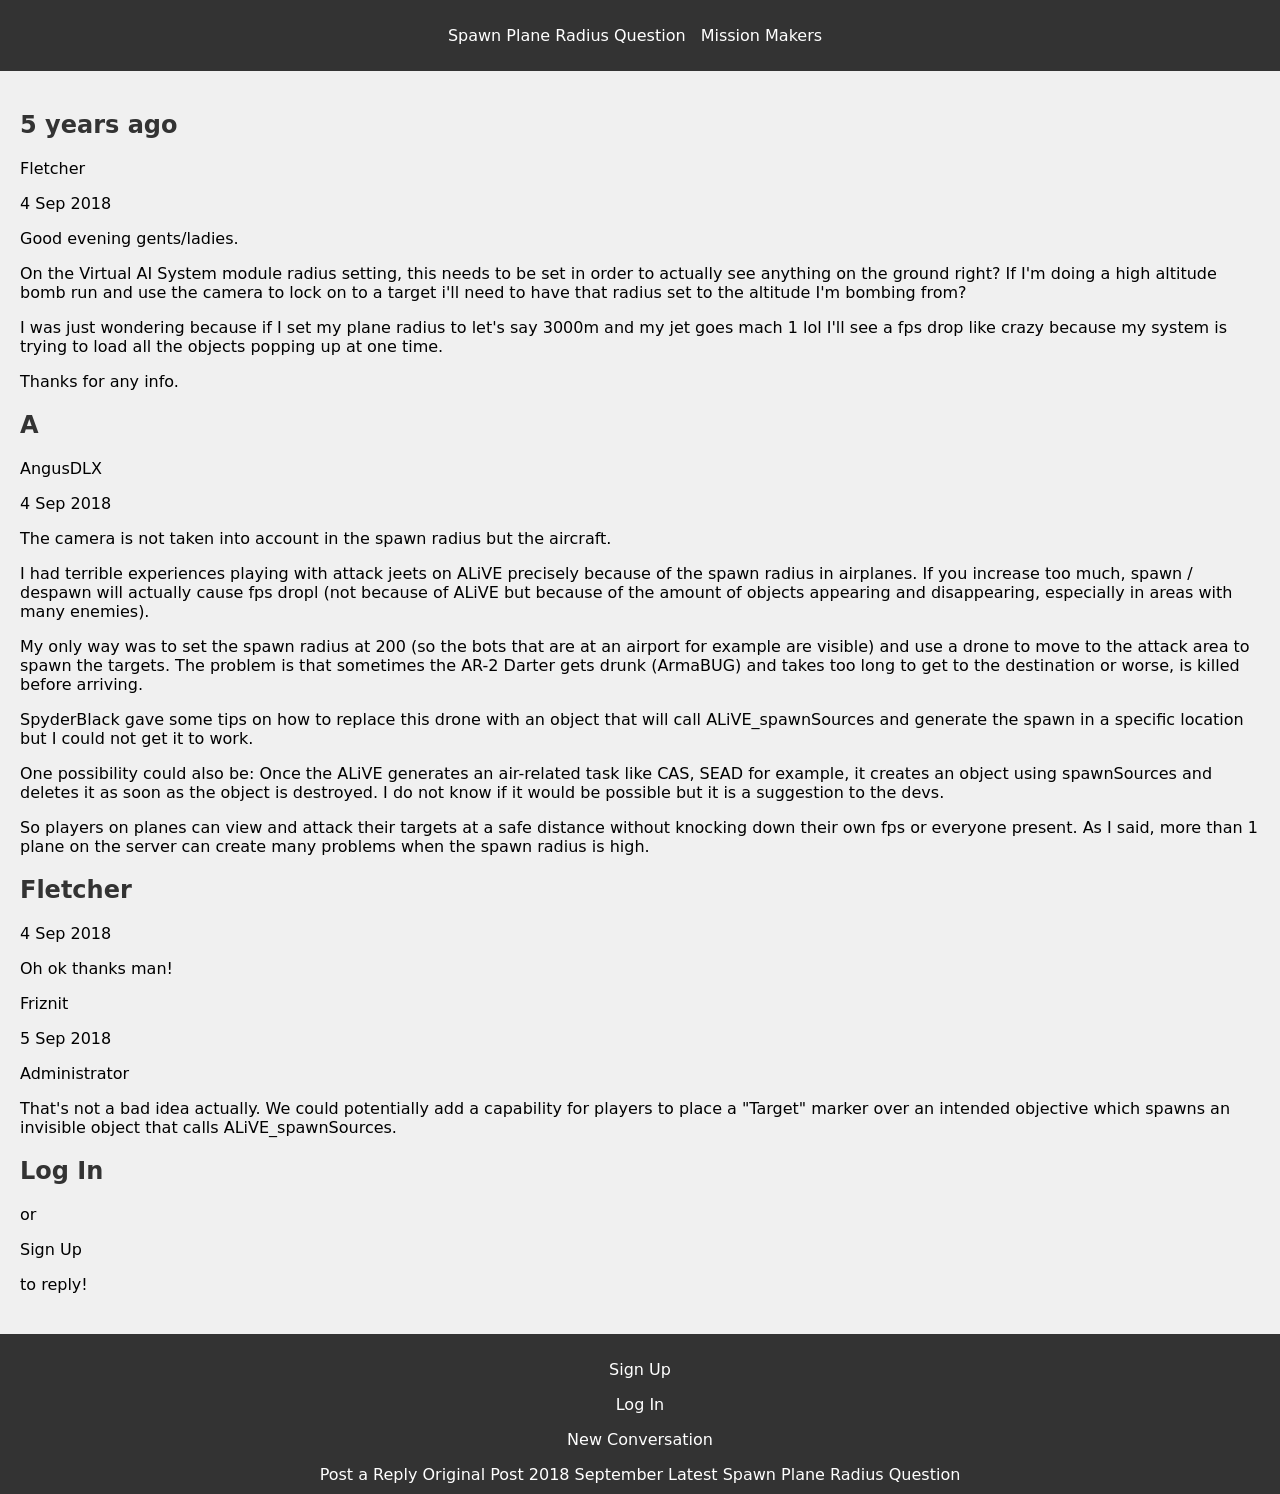 Spawn Plane Radius Question Mission Makers
5 years ago
Fletcher
4 Sep 2018
Good evening gents/ladies.
On the Virtual AI System module radius setting, this needs to be set in order to actually see anything on the ground right? If I'm doing a high altitude
bomb run and use the camera to lock on to a target i'll need to have that radius set to the altitude I'm bombing from?
I was just wondering because if I set my plane radius to let's say 3000m and my jet goes mach 1 lol I'll see a fps drop like crazy because my system is
trying to load all the objects popping up at one time.
Thanks for any info.
A
AngusDLX
4 Sep 2018
The camera is not taken into account in the spawn radius but the aircraft.
I had terrible experiences playing with attack jeets on ALiVE precisely because of the spawn radius in airplanes. If you increase too much, spawn /
despawn will actually cause fps dropl (not because of ALiVE but because of the amount of objects appearing and disappearing, especially in areas with
many enemies).
My only way was to set the spawn radius at 200 (so the bots that are at an airport for example are visible) and use a drone to move to the attack area to
spawn the targets. The problem is that sometimes the AR-2 Darter gets drunk (ArmaBUG) and takes too long to get to the destination or worse, is killed
before arriving.
SpyderBlack gave some tips on how to replace this drone with an object that will call ALiVE_spawnSources and generate the spawn in a specific location
but I could not get it to work.
One possibility could also be: Once the ALiVE generates an air-related task like CAS, SEAD for example, it creates an object using spawnSources and
deletes it as soon as the object is destroyed. I do not know if it would be possible but it is a suggestion to the devs.
So players on planes can view and attack their targets at a safe distance without knocking down their own fps or everyone present. As I said, more than 1
plane on the server can create many problems when the spawn radius is high.
Fletcher
4 Sep 2018
Oh ok thanks man!
Friznit
5 Sep 2018
Administrator
That's not a bad idea actually. We could potentially add a capability for players to place a "Target" marker over an intended objective which spawns an
invisible object that calls ALiVE_spawnSources.
Log In
or
Sign Up
to reply!
Sign Up
Log In
New Conversation
Post a Reply Original Post 2018 September Latest Spawn Plane Radius Question